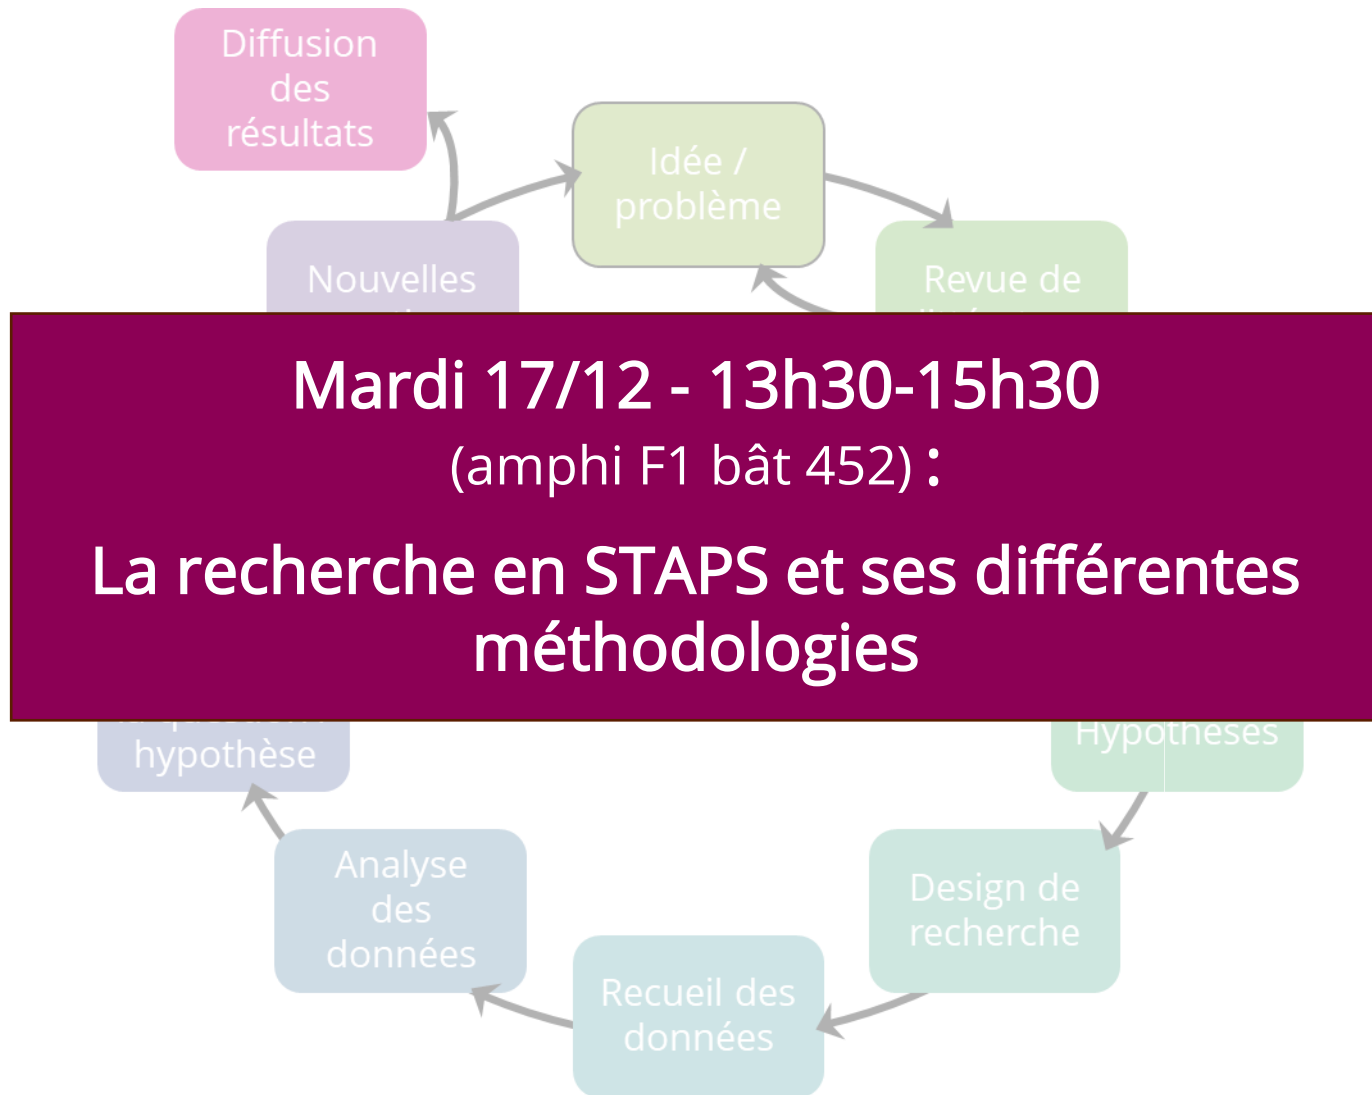 Diffusion
des
résultats
Idée /
problème
Nouvelles
Revue de
Mardi 17/12 - 13h30-15h30
(amphi F1 bât 452) :
La recherche en STAPS et ses différentes
méthodologies
hypothèse
Hypothèses
Analyse
des
données
Design de
recherche
Recueil des
données